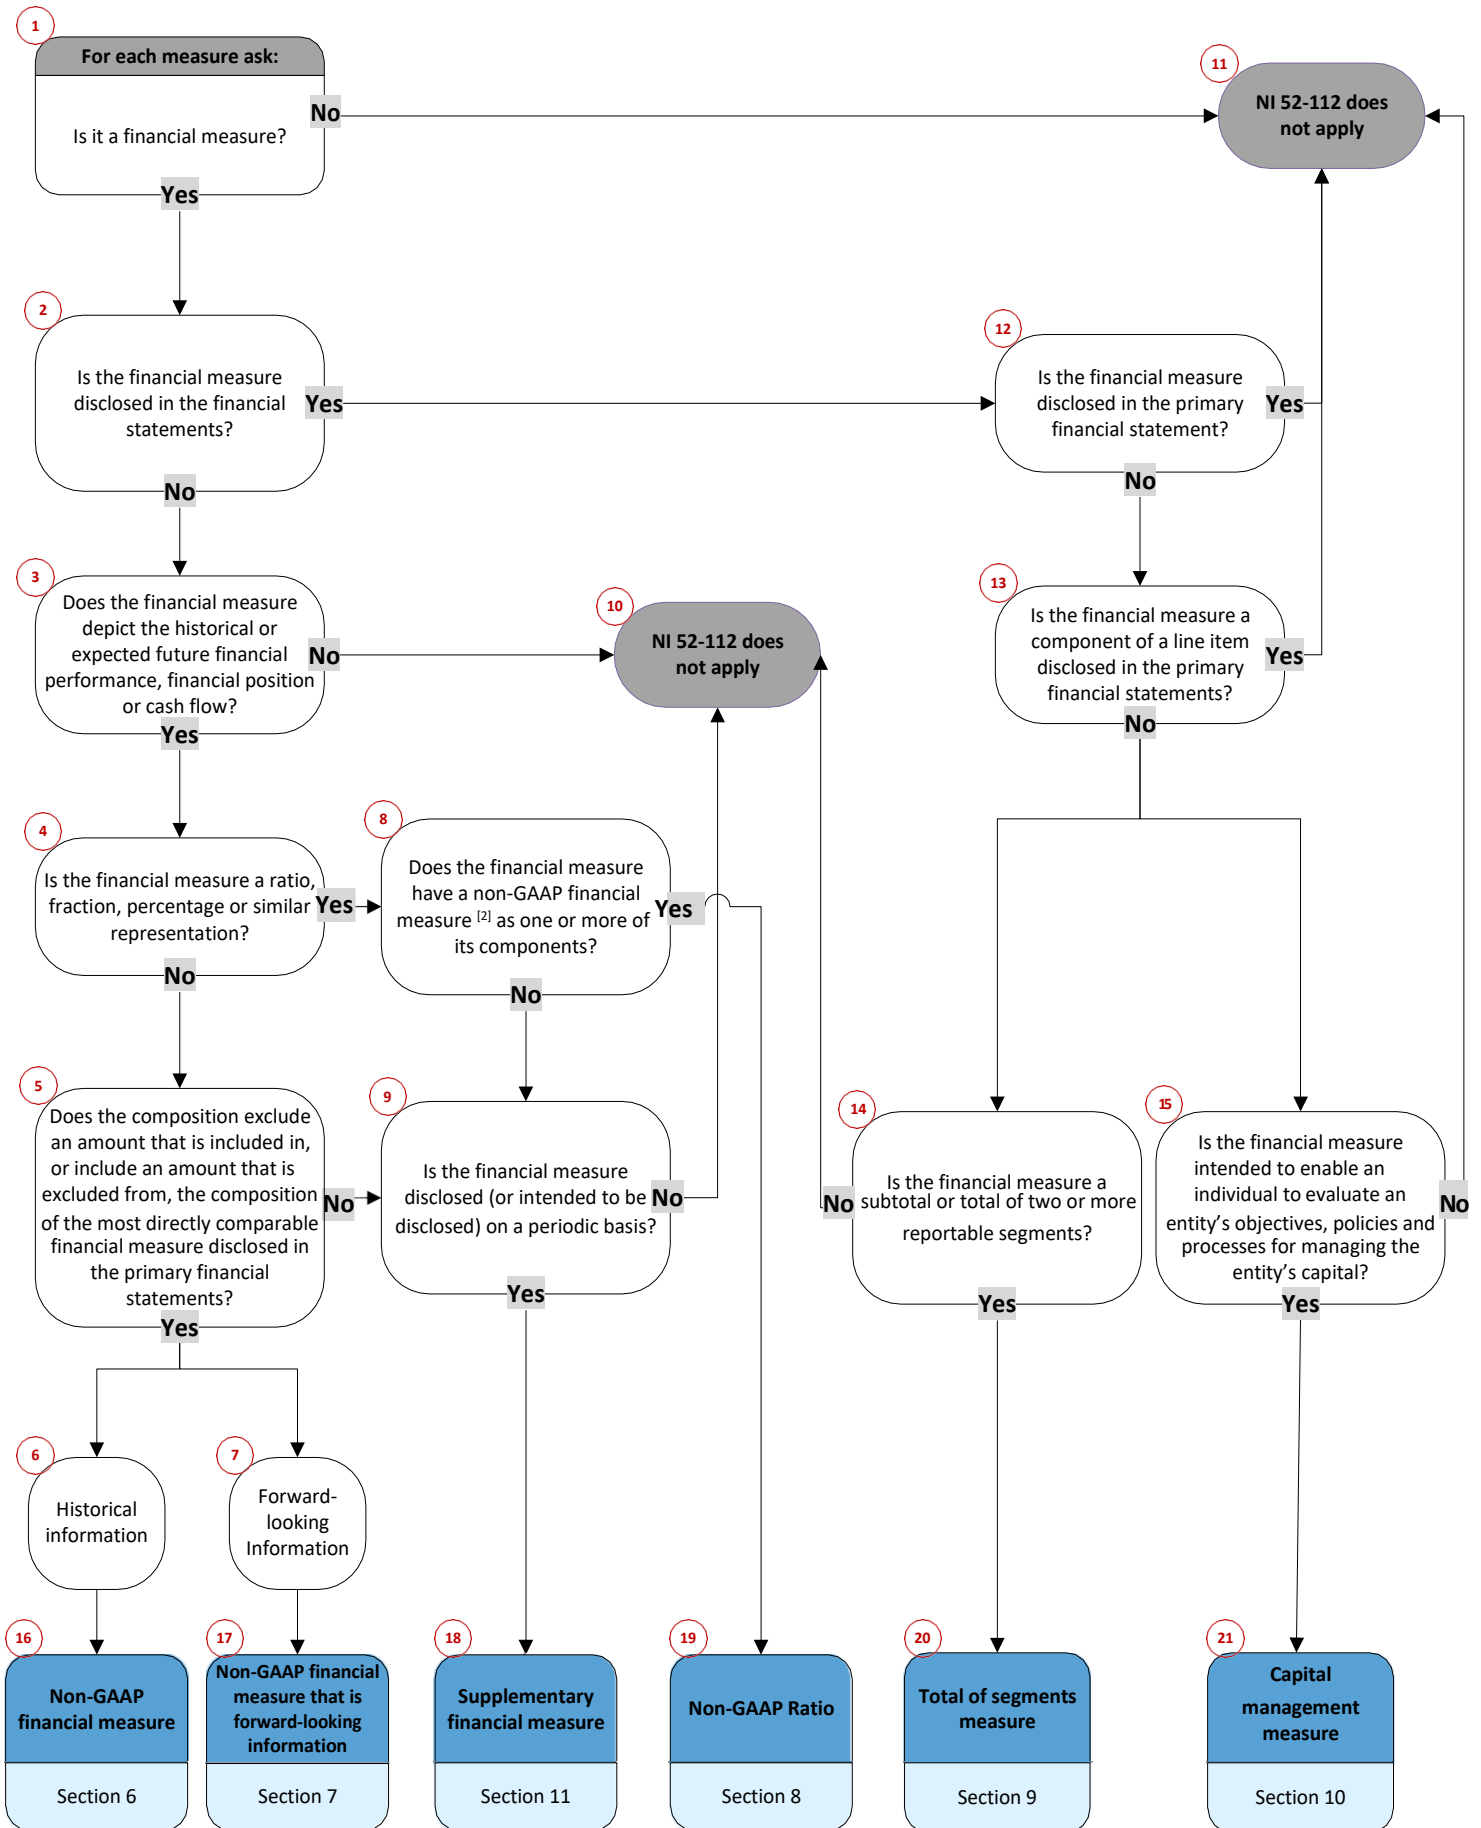 1
For each measure ask:
Is it a financial measure?
No
Yes
11
NI 52-112 does
not apply
2
Is the financial measure
disclosed in the financial
statements?
Yes
No
12
Is the financial measure
disclosed in the primary
financial statement?
Yes
No
3
Does the financial measure
depict the historical or
expected future financial
performance, financial position
or cash flow?
No
Yes
10
NI 52-112 does
not apply
13
Is the financial measure a
component of a line item
disclosed in the primary
financial statements?
Yes
No
4
Is the financial measure a ratio,
fraction, percentage or similar
representation?
Yes
No
8
Does the financial measure
have a non-GAAP financial
measure [2] as one or more of
its components?
Yes
No
5
Does the composition exclude
an amount that is included in,
or include an amount that is
excluded from, the composition
of the most directly comparable
financial measure disclosed in
the primary financial
statements?
No
Yes
9
Is the financial measure
disclosed (or intended to be
disclosed) on a periodic basis?
No
Yes
14
Is the financial measure a
subtotal or total of two or more
reportable segments?
No
Yes
15
Is the financial measure
intended to enable an
individual to evaluate an
entity's objectives, policies and
processes for managing the
entity's capital?
No
Yes
6
Historical
information
7
Forward-
looking
Information
16
Non-GAAP
financial measure
Section 6
17
Non-GAAP financial
measure that is
forward-looking
information
Section 7
18
Supplementary
financial measure
Section 11
19
Non-GAAP Ratio
Section 8
20
Total of segments
measure
Section 9
21
Capital
management
measure
Section 10